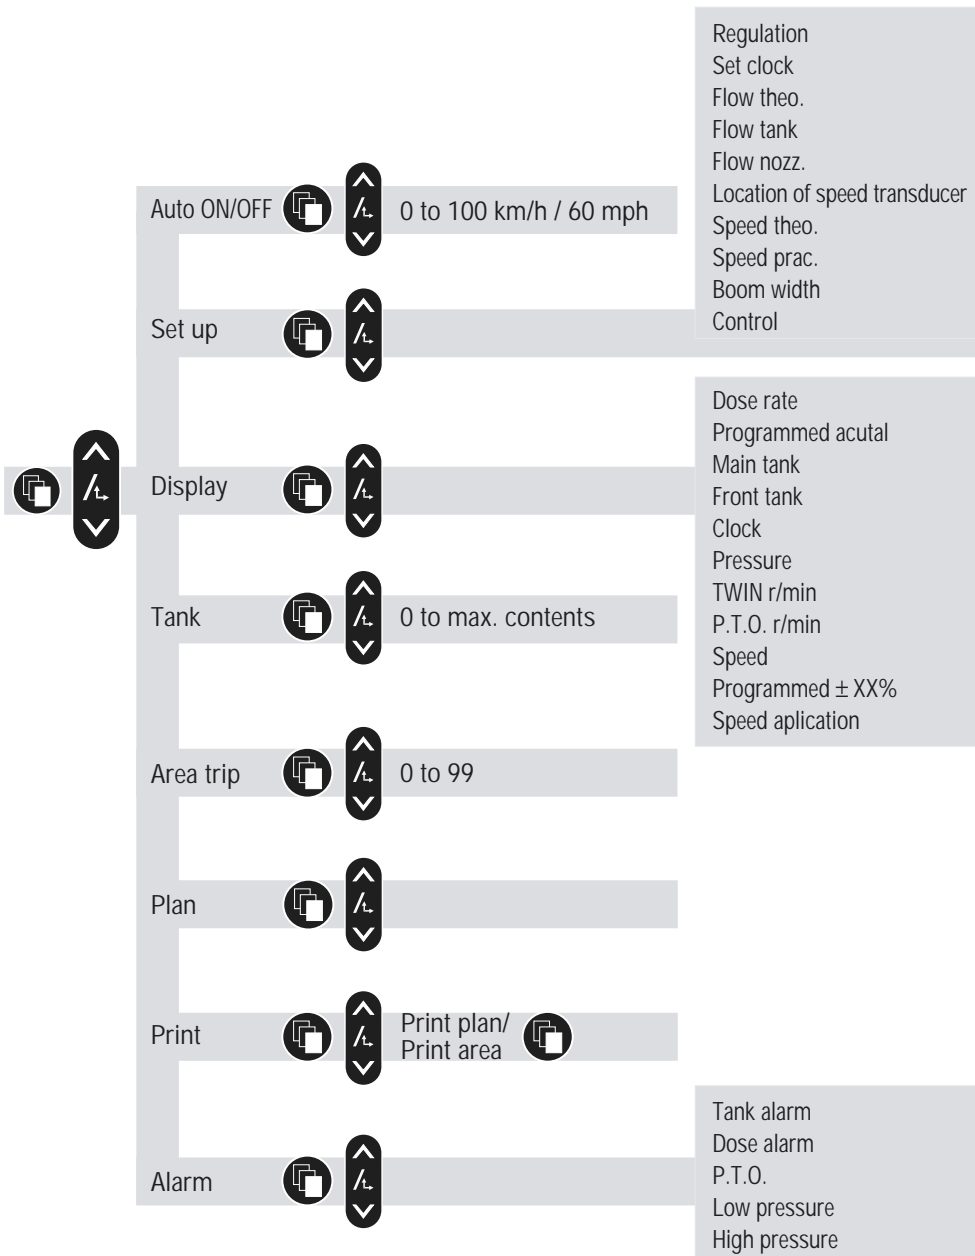 Regulation
Set clock
Flow theo.
Flow tank
Flow nozz.
Location of speed transducer
Speed theo.
Speed prac.
Boom width
Control
Auto ON/OFF
0 to 100 km/h / 60 mph
Set up
Display
Dose rate
Programmed acutal
Main tank
Front tank
Clock
Pressure
TWIN r/min
P.T.O. r/min
Speed
Programmed ± XX%
Speed aplication
Tank
0 to max. contents
Area trip
0 to 99
Plan
Print
Print plan/
Print area
Alarm
Tank alarm
Dose alarm
P.T.O.
Low pressure
High pressure